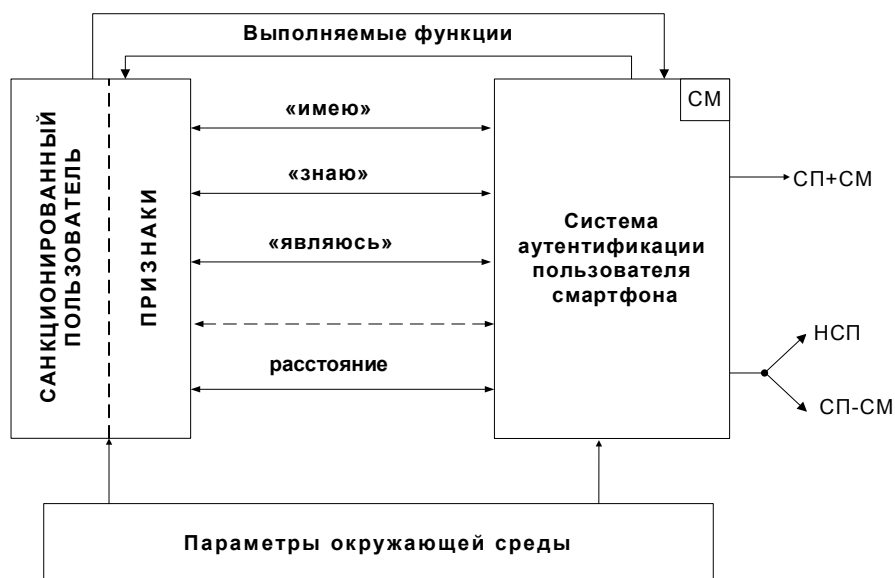 Выполняемые функции
САНКЦИОНИРОВАННЫЙ
ПОЛЬЗОВАТЕЛЬ
ПРИЗНАКИ
«имею»
«знаю»
«являюсь»
расстояние
СМ
Система
аутентификации
пользователя
смартфона
СП+СМ
НСП
СП-СМ
Параметры окружающей среды